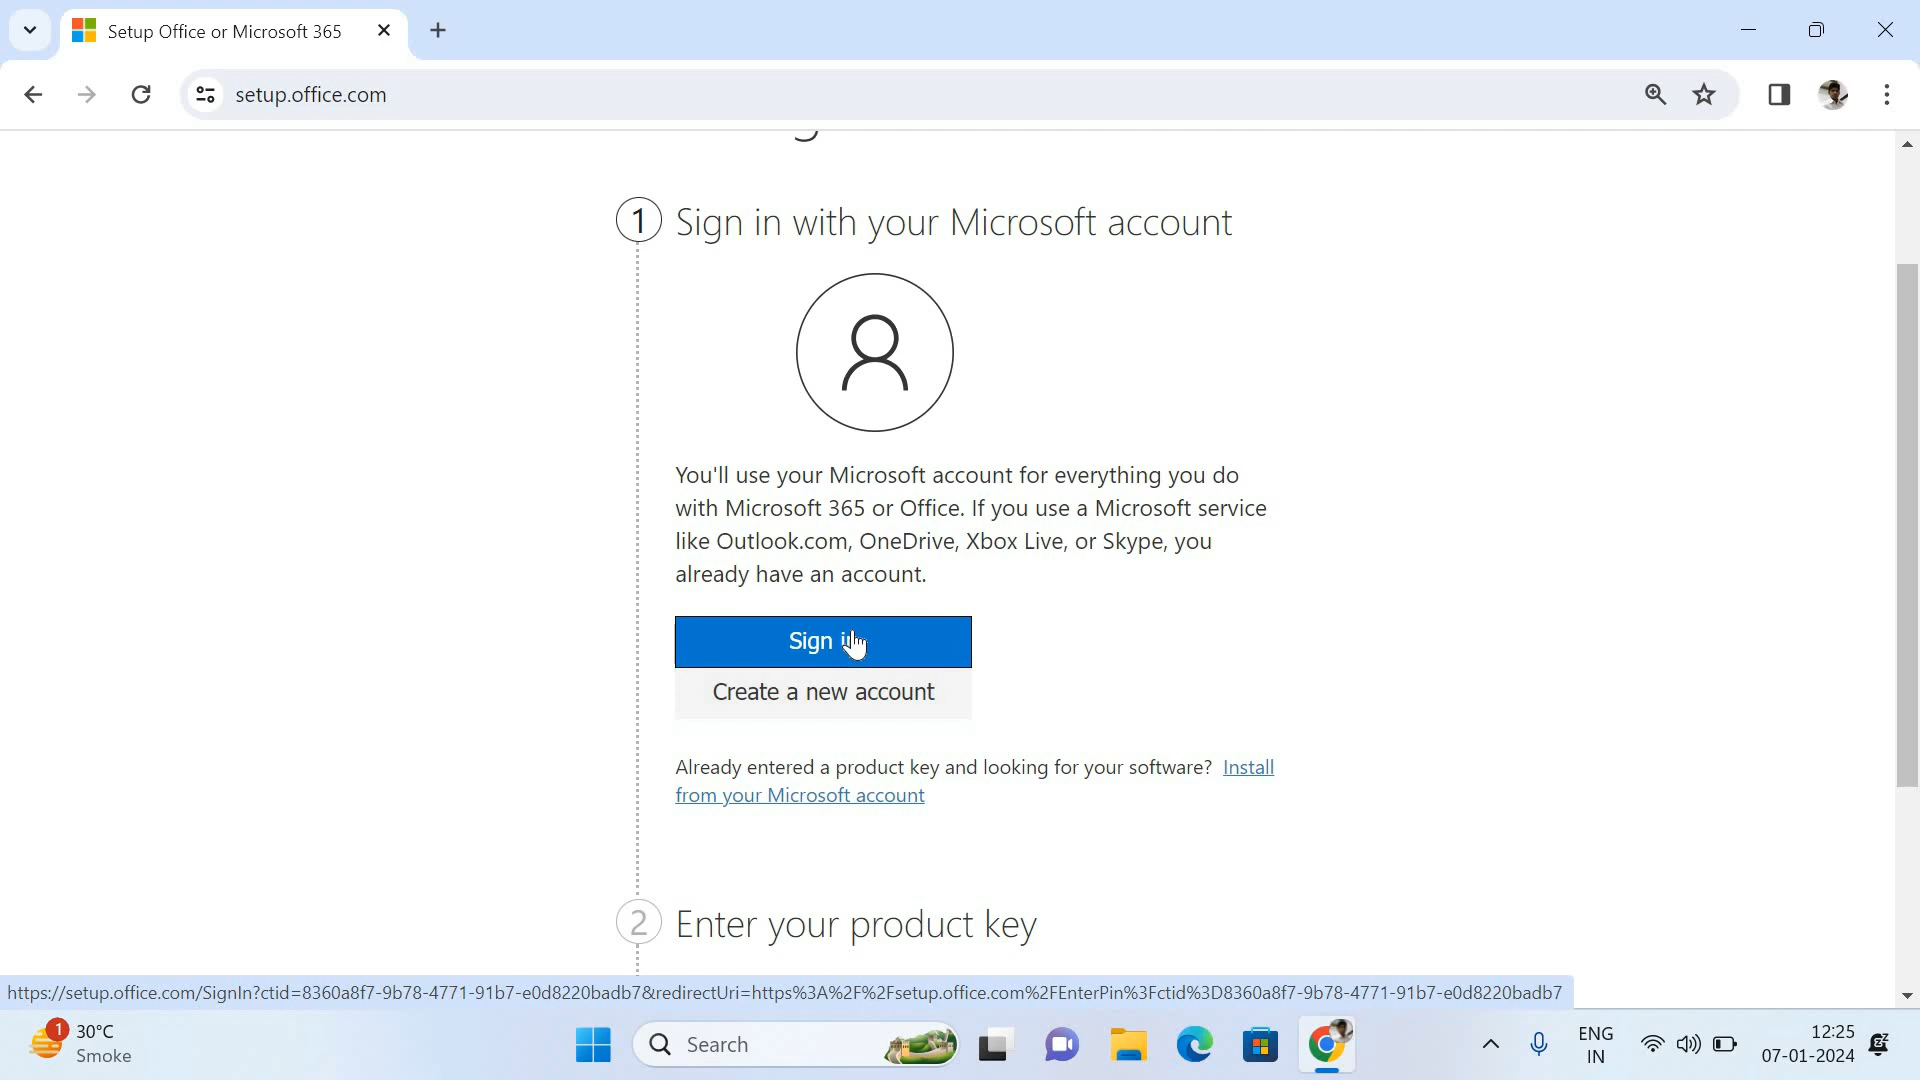 Setup Office or Microsoft 365
setup.office.com
1 Sign in with your Microsoft account
You'll use your Microsoft account for everything you do
with Microsoft 365 or Office. If you use a Microsoft service
like Outlook.com, OneDrive, Xbox Live, or Skype, you
already have an account.
Sign in
Create a new account
Already entered a product key and looking for your software? Install
from your Microsoft account
2 Enter your product key
https://setup.office.com/SignIn?ctid=8360a8f7-9b78-4771-91b7-e0d8220badb7&redirectUri=https%3A%2F%2Fsetup.office.com%2FEnterPin%3Fctid%3D8360a8f7-9b78-4771-91b7-e0d8220badb7
1 30°C
Smoke
Search
ENG
IN
12:25
07-01-2024